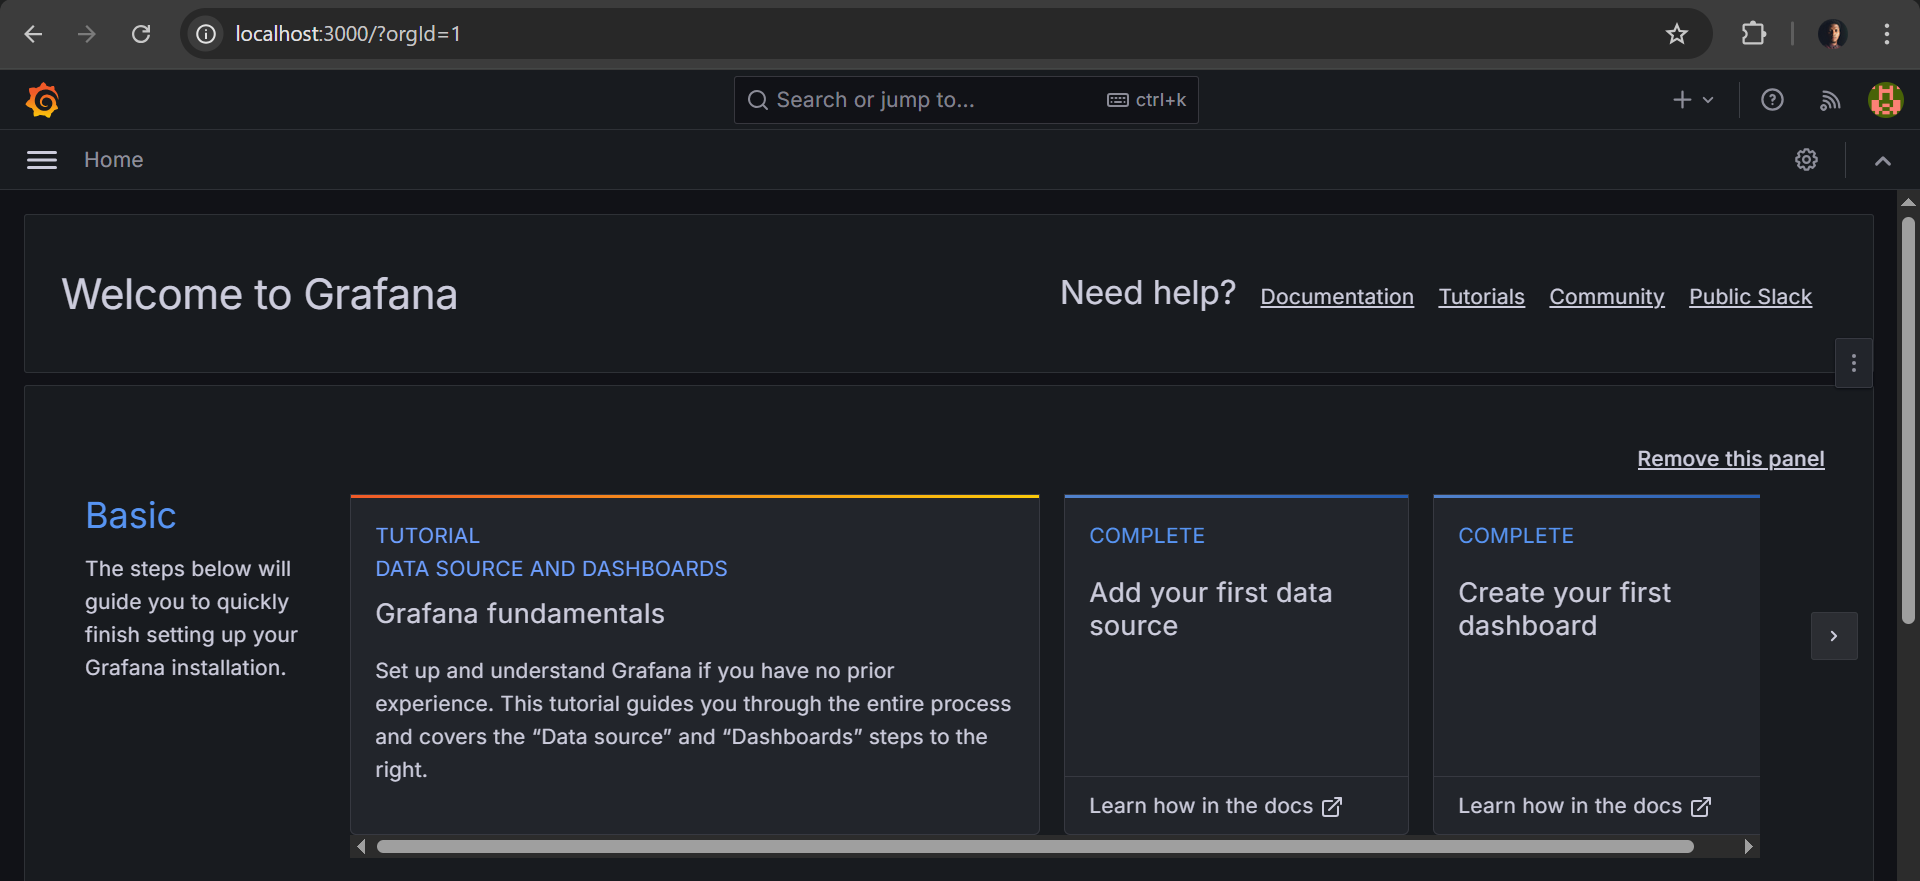 localhost:3000/?orgId=1
Search or jump to...
ctrl+k
Home
Welcome to Grafana
Need help?
Documentation
Tutorials
Community
Public Slack
Remove this panel
Basic
The steps below will
guide you to quickly
finish setting up your
Grafana installation.
TUTORIAL
DATA SOURCE AND DASHBOARDS
Grafana fundamentals
Set up and understand Grafana if you have no prior
experience. This tutorial guides you through the entire process
and covers the “Data source” and “Dashboards” steps to the
right.
COMPLETE
Add your first data
source
Learn how in the docs
COMPLETE
Create your first
dashboard
Learn how in the docs